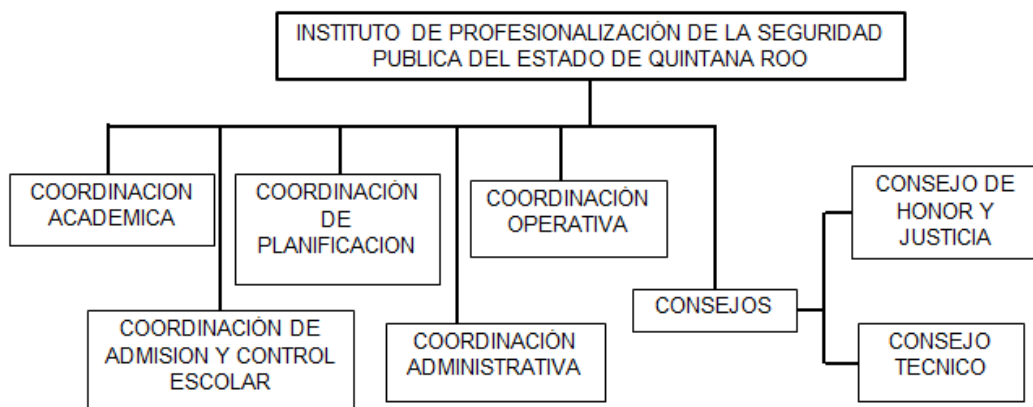 INSTITUTO DE PROFESIONALIZACIÓN DE LA SEGURIDAD
PUBLICA DEL ESTADO DE QUINTANA ROO
COORDINACION
ACADEMICA
COORDINACIÓN
DE
PLANIFICACION
COORDINACIÓN
OPERATIVA
CONSEJO DE
HONOR Y
JUSTICIA
COORDINACIÓN DE
ADMISION Y CONTROL
ESCOLAR
COORDINACIÓN
ADMINISTRATIVA
CONSEJOS
CONSEJO
TECNICO